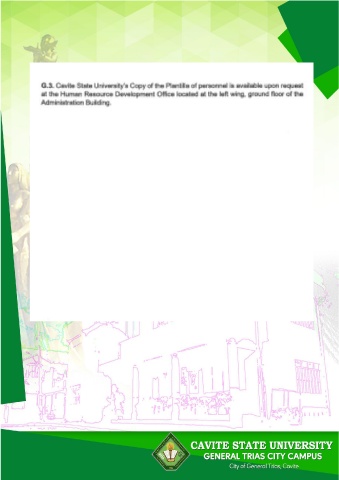 G.3. Cavite State University's Copy of the Plantilla of personnel is available upon request
at the Human Resource Development Office located at the left wing, ground floor of the
Administration Building.
CAVITE STATE UNIVERSITY
GENERAL TRIAS CITY CAMPUS
City of General Trias, Cavite